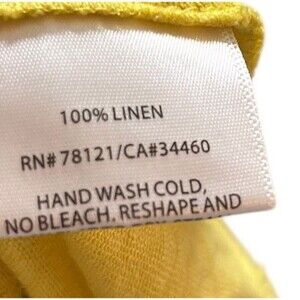 100% LINEN
RN# 78121/CA# 34460
HAND WASH COLD,
NO BLEACH. RESHAPE AND